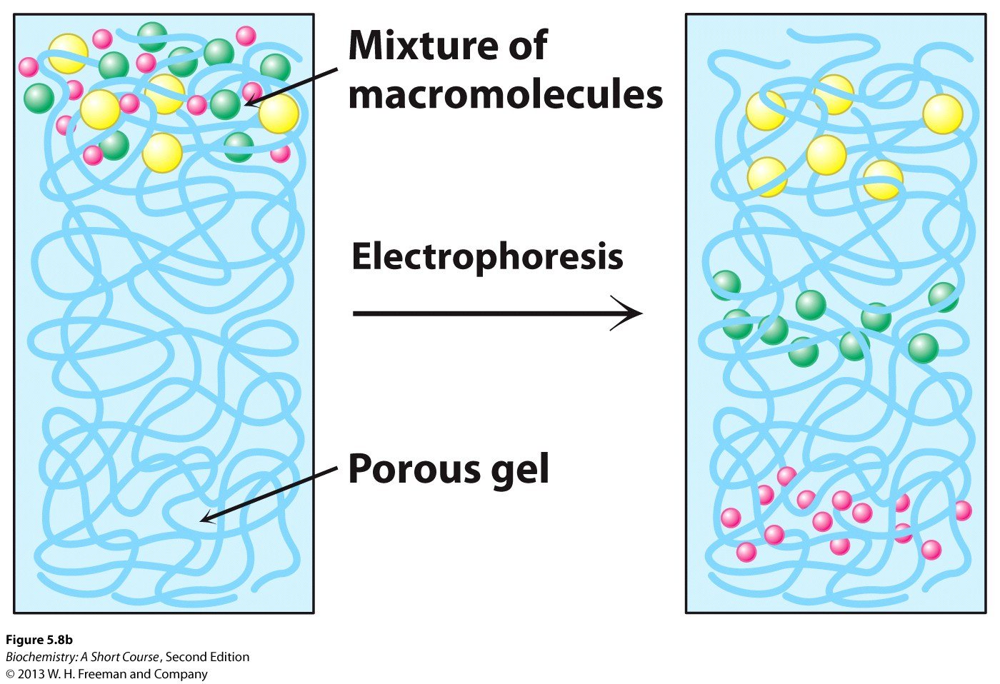 Mixture of
macromolecules
Electrophoresis
Porous gel
Figure 5.8b
Biochemistry: A Short Course, Second Edition
© 2013 W. H. Freeman and Company